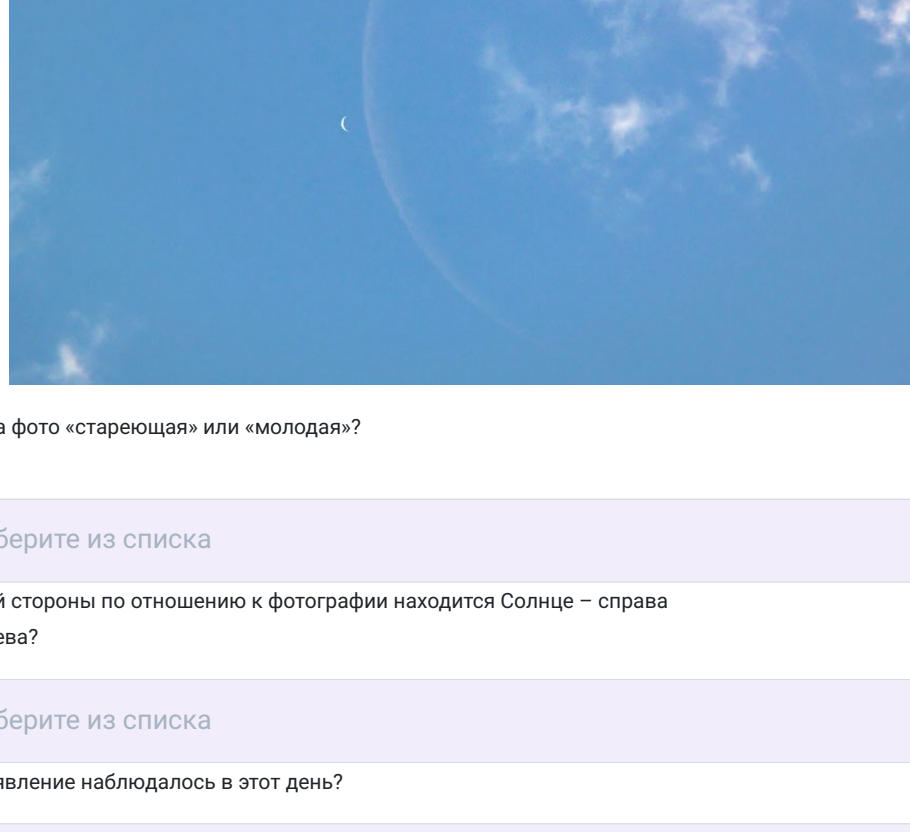 а фото «стареющая» или «молодая»?
берите из списка
й стороны по отношению к фотографии находится Солнце – справа
ева?
берите из списка
явление наблюдалось в этот день?